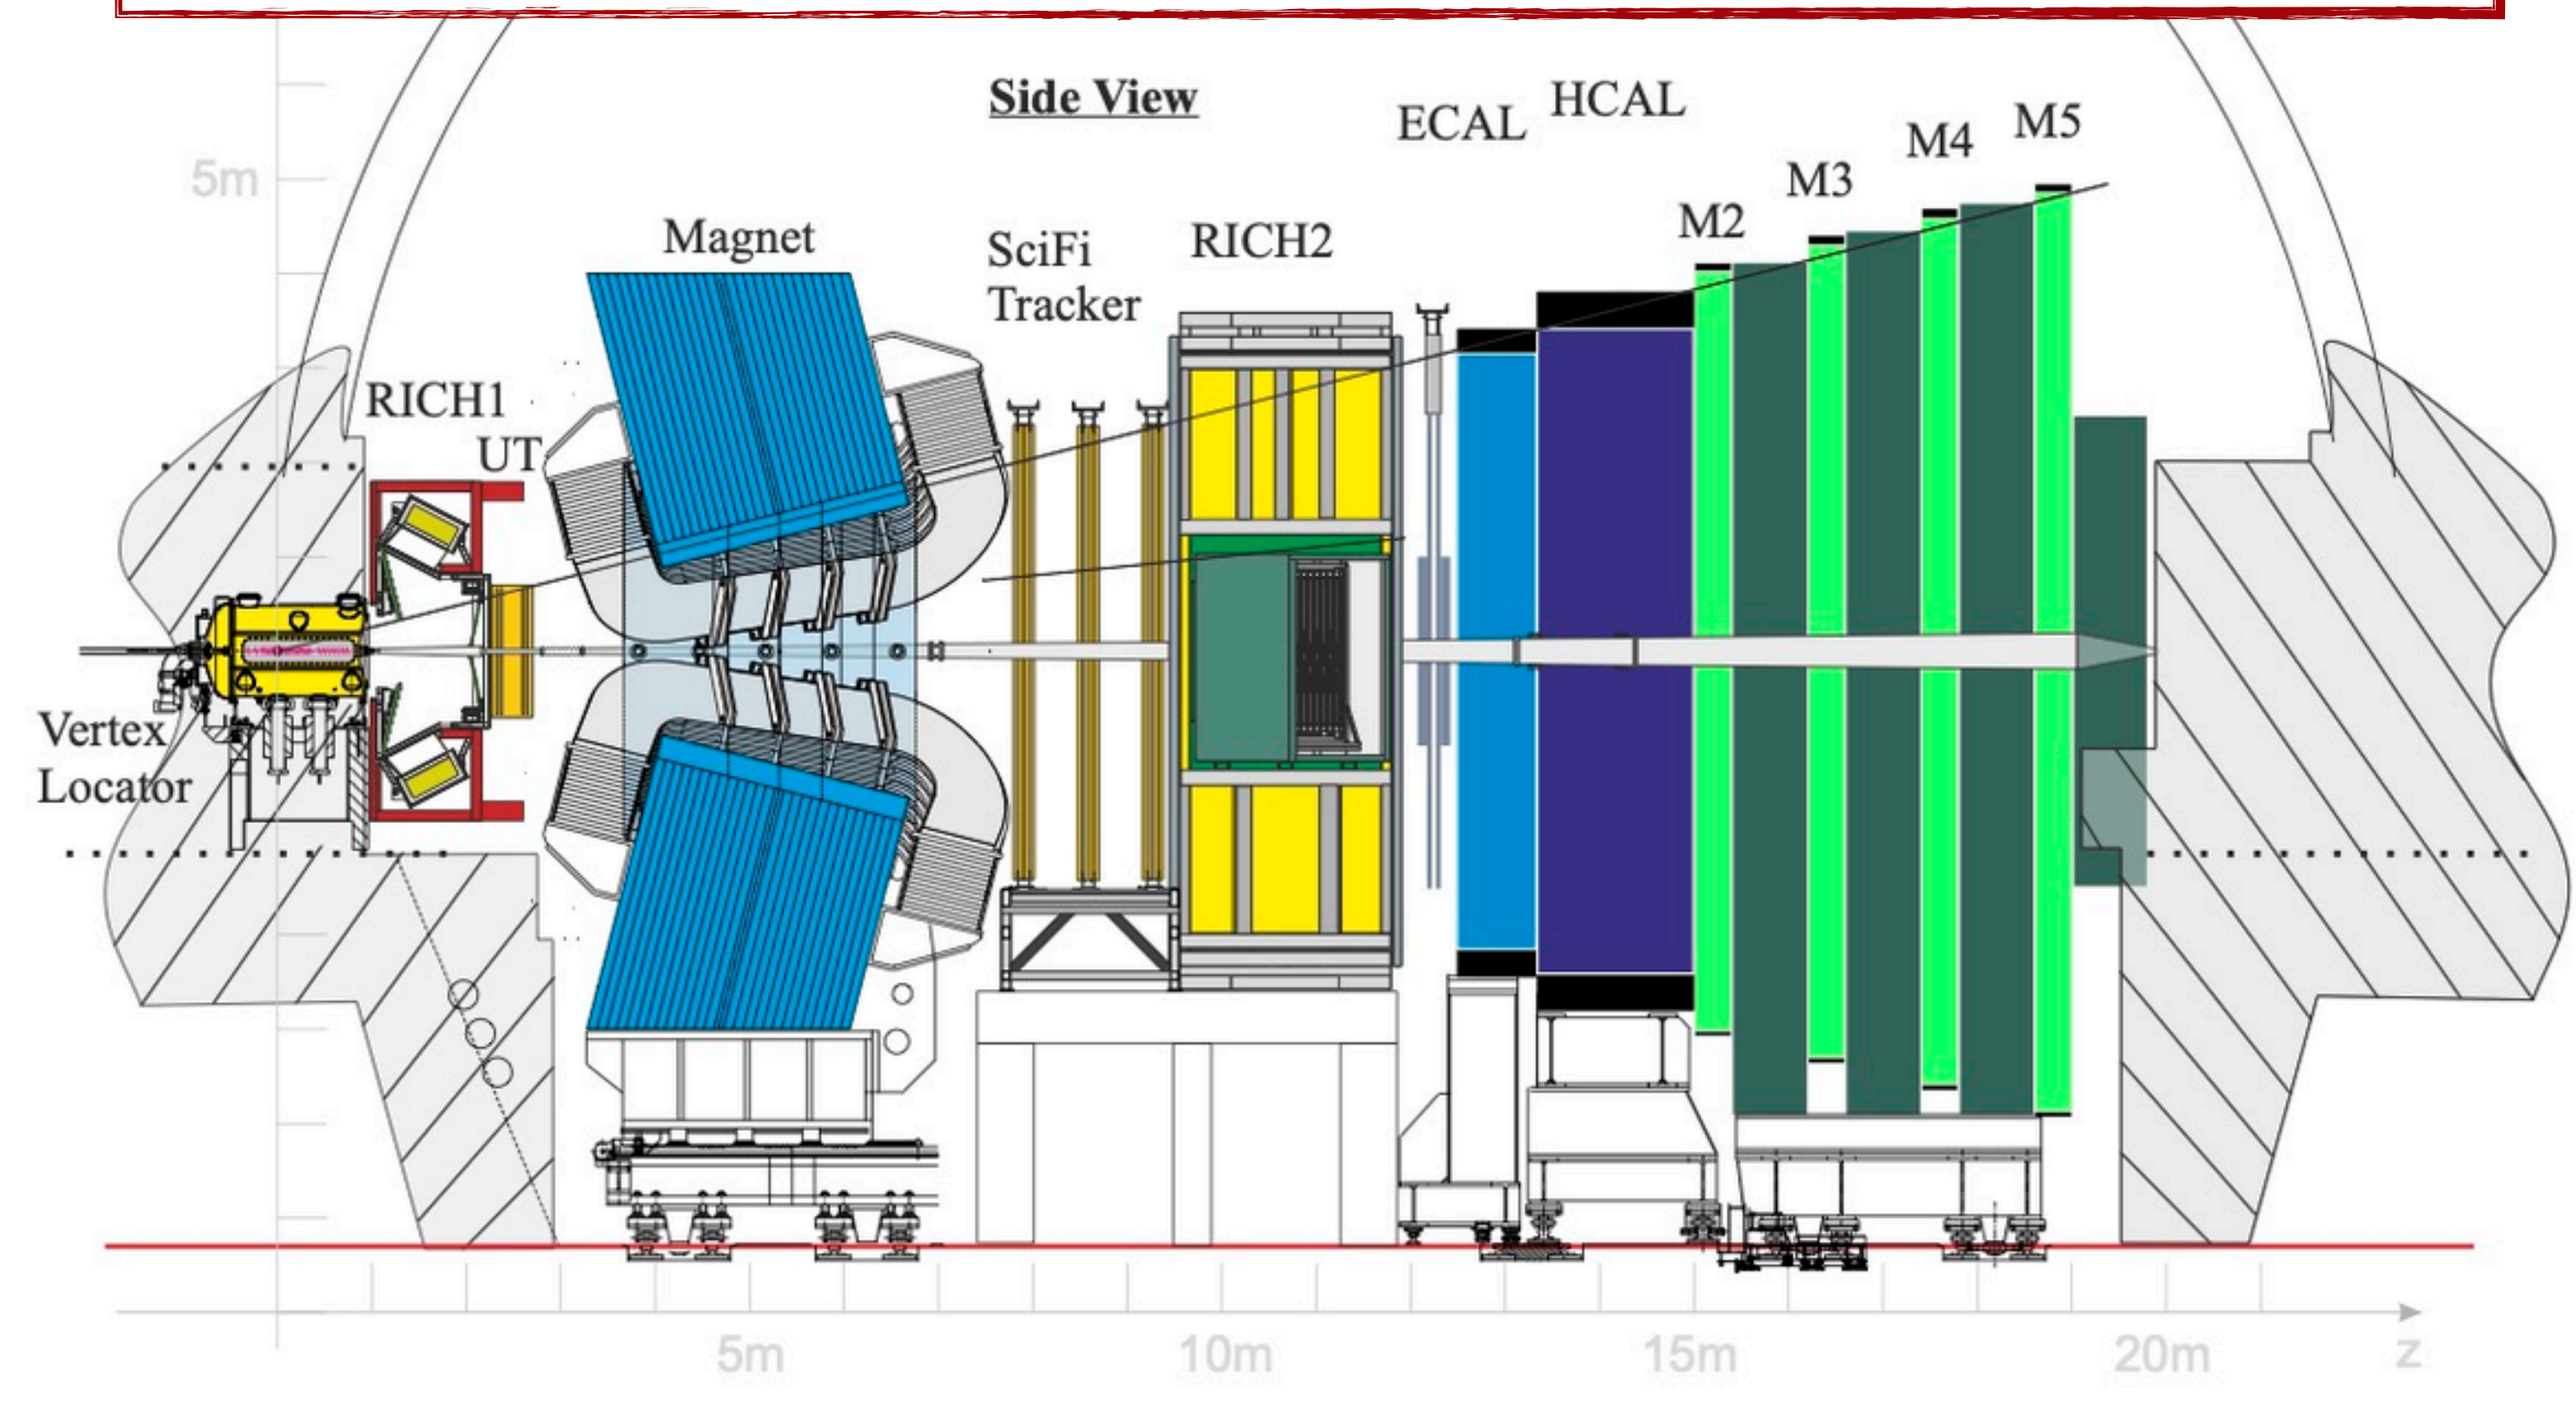 Side View
ECAL
HCAL
M5
M4
M3
M2
5m
Magnet
SciFi
Tracker
RICH2
RICH1
UT
Vertex
Locator
5m
10m
15m
20m
z